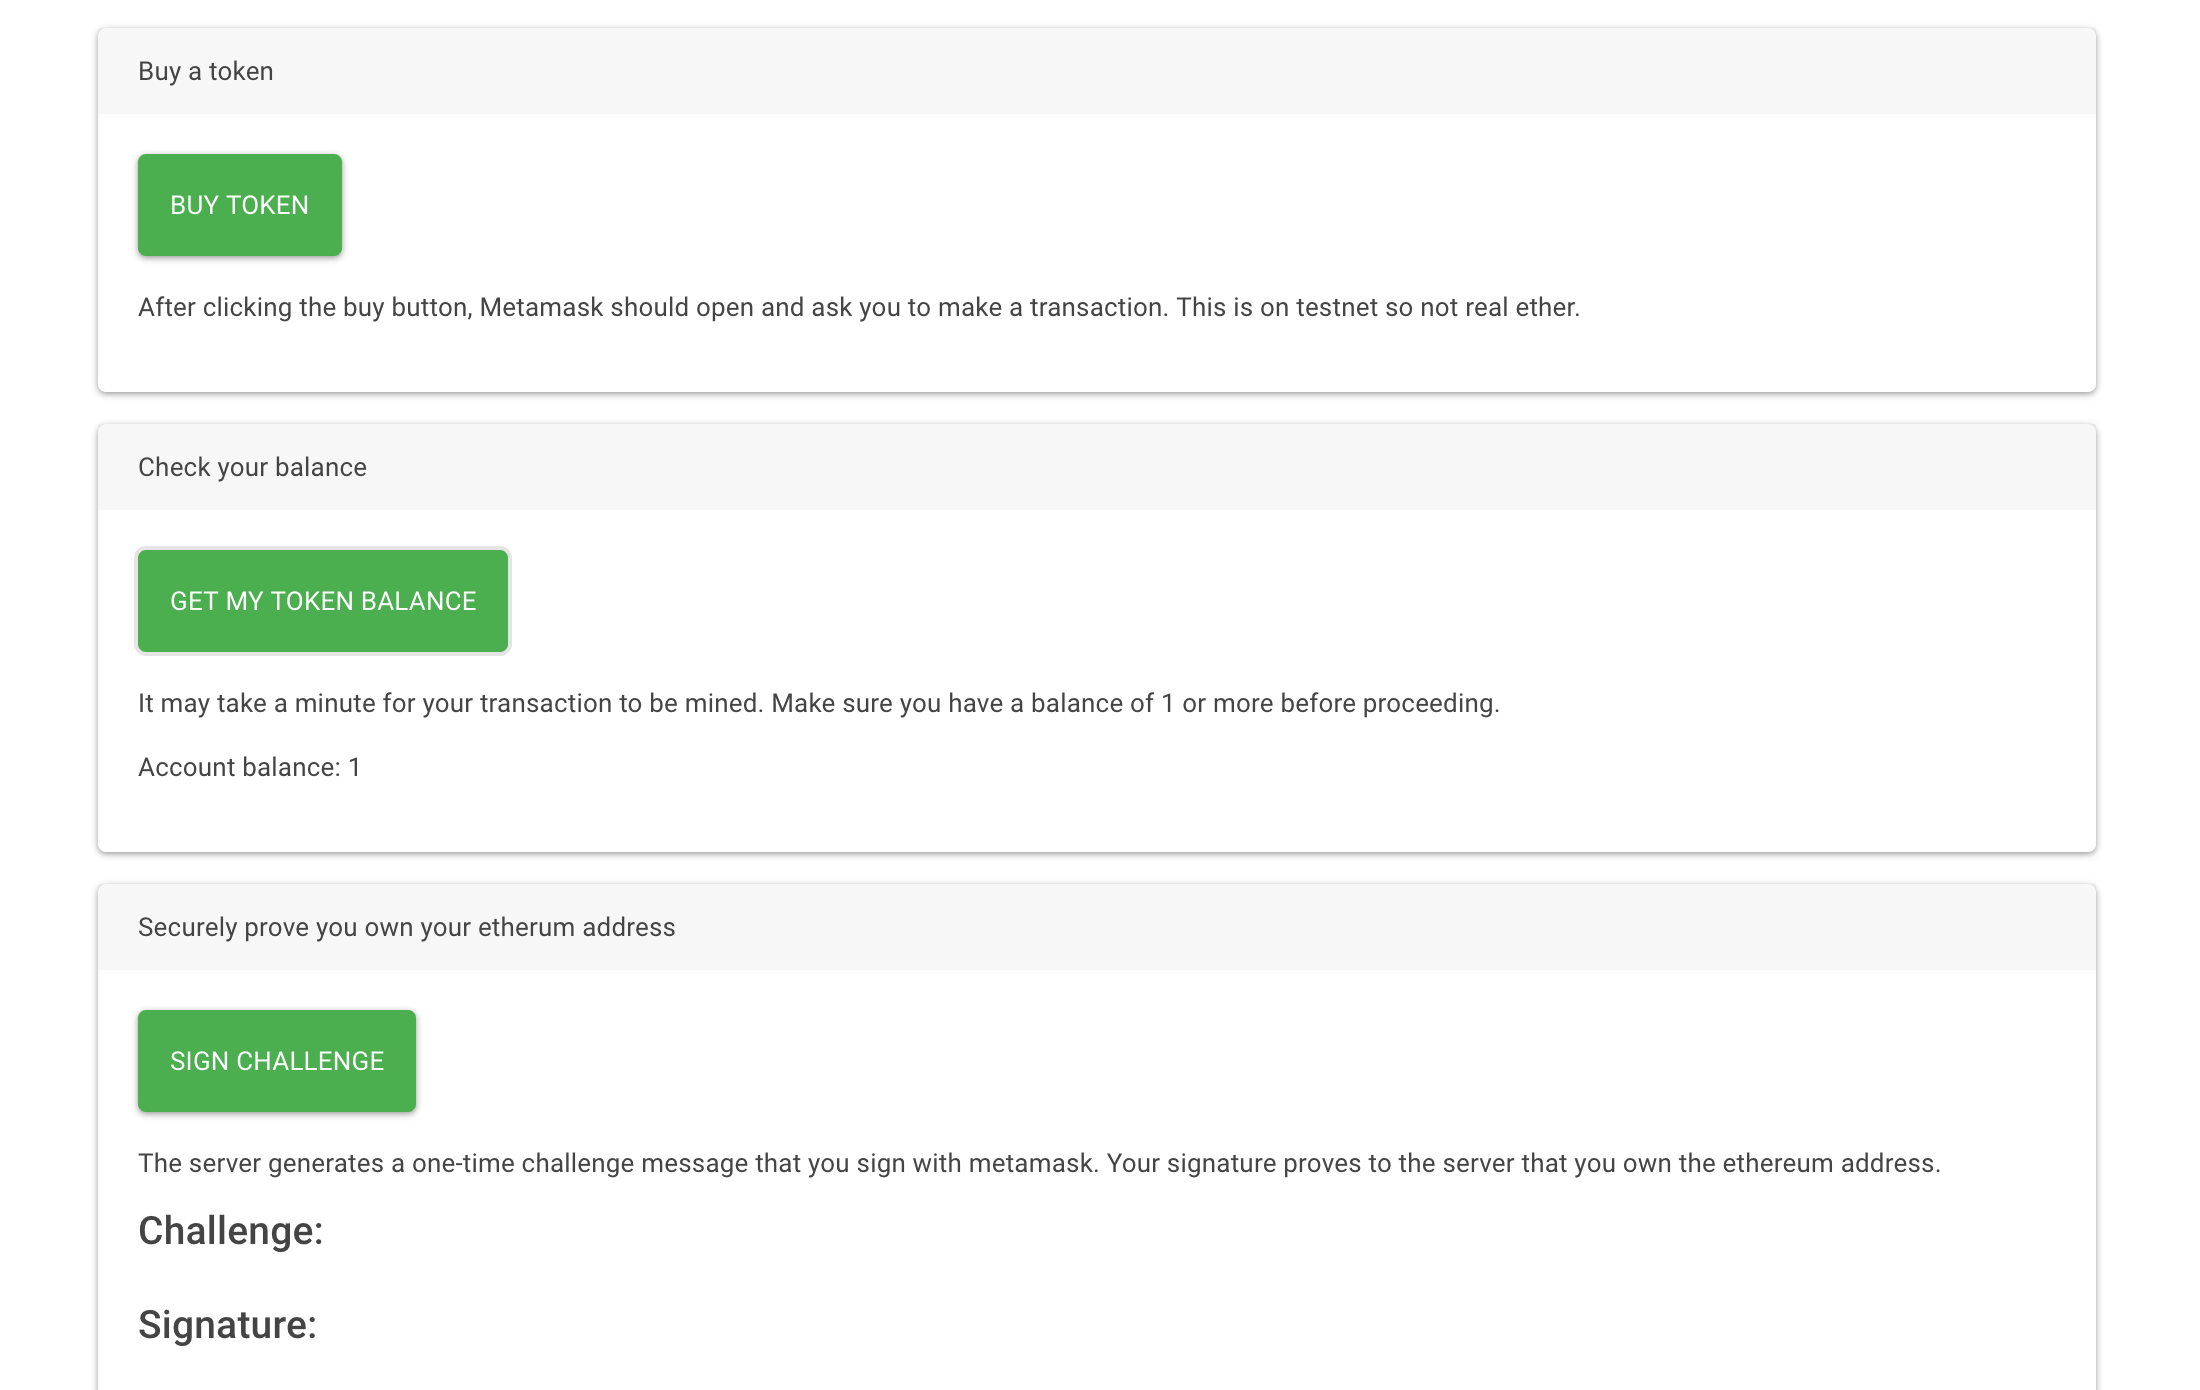 Buy a token
BUY TOKEN
After clicking the buy button, Metamask should open and ask you to make a transaction. This is on testnet so not real ether.
Check your balance
GET MY TOKEN BALANCE
It may take a minute for your transaction to be mined. Make sure you have a balance of 1 or more before proceeding.
Account balance: 1
Securely prove you own your etherum address
SIGN CHALLENGE
The server generates a one-time challenge message that you sign with metamask. Your signature proves to the server that you own the ethereum address.
Challenge:
Signature: